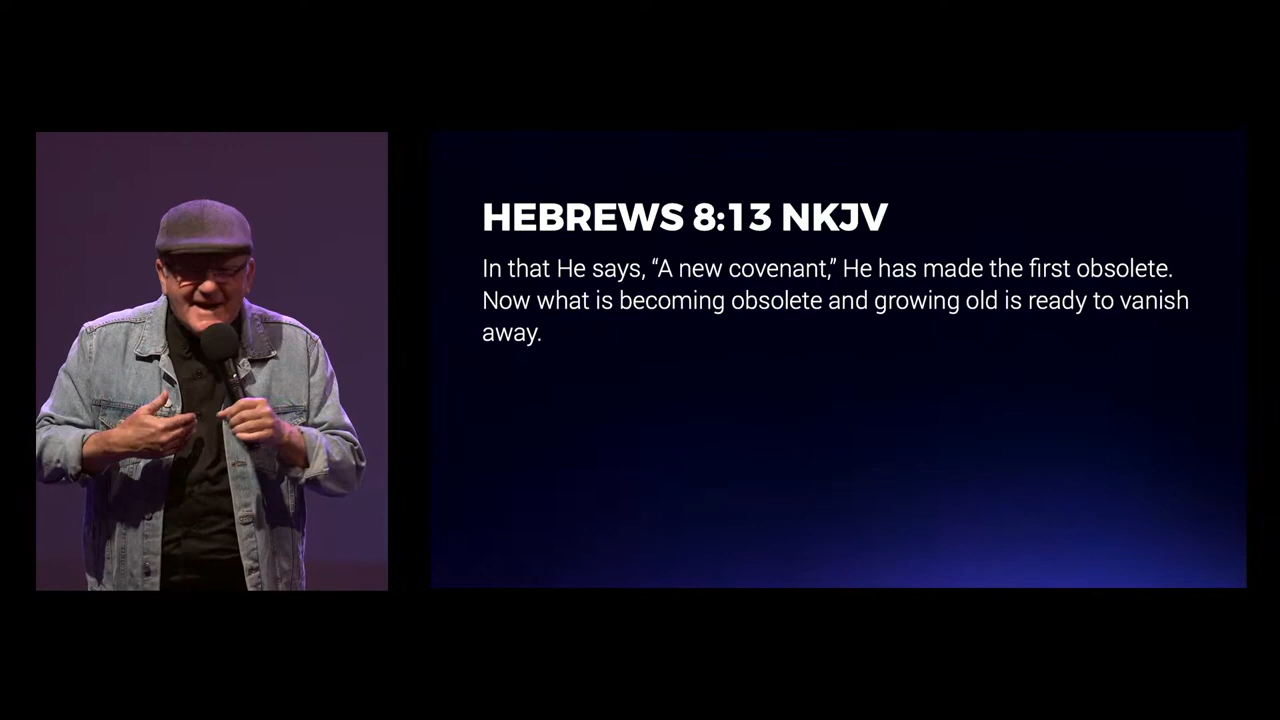 HEBREWS 8:13 NKJV
In that He says, “A new covenant,” He has made the first obsolete.
Now what is becoming obsolete and growing old is ready to vanish
away.